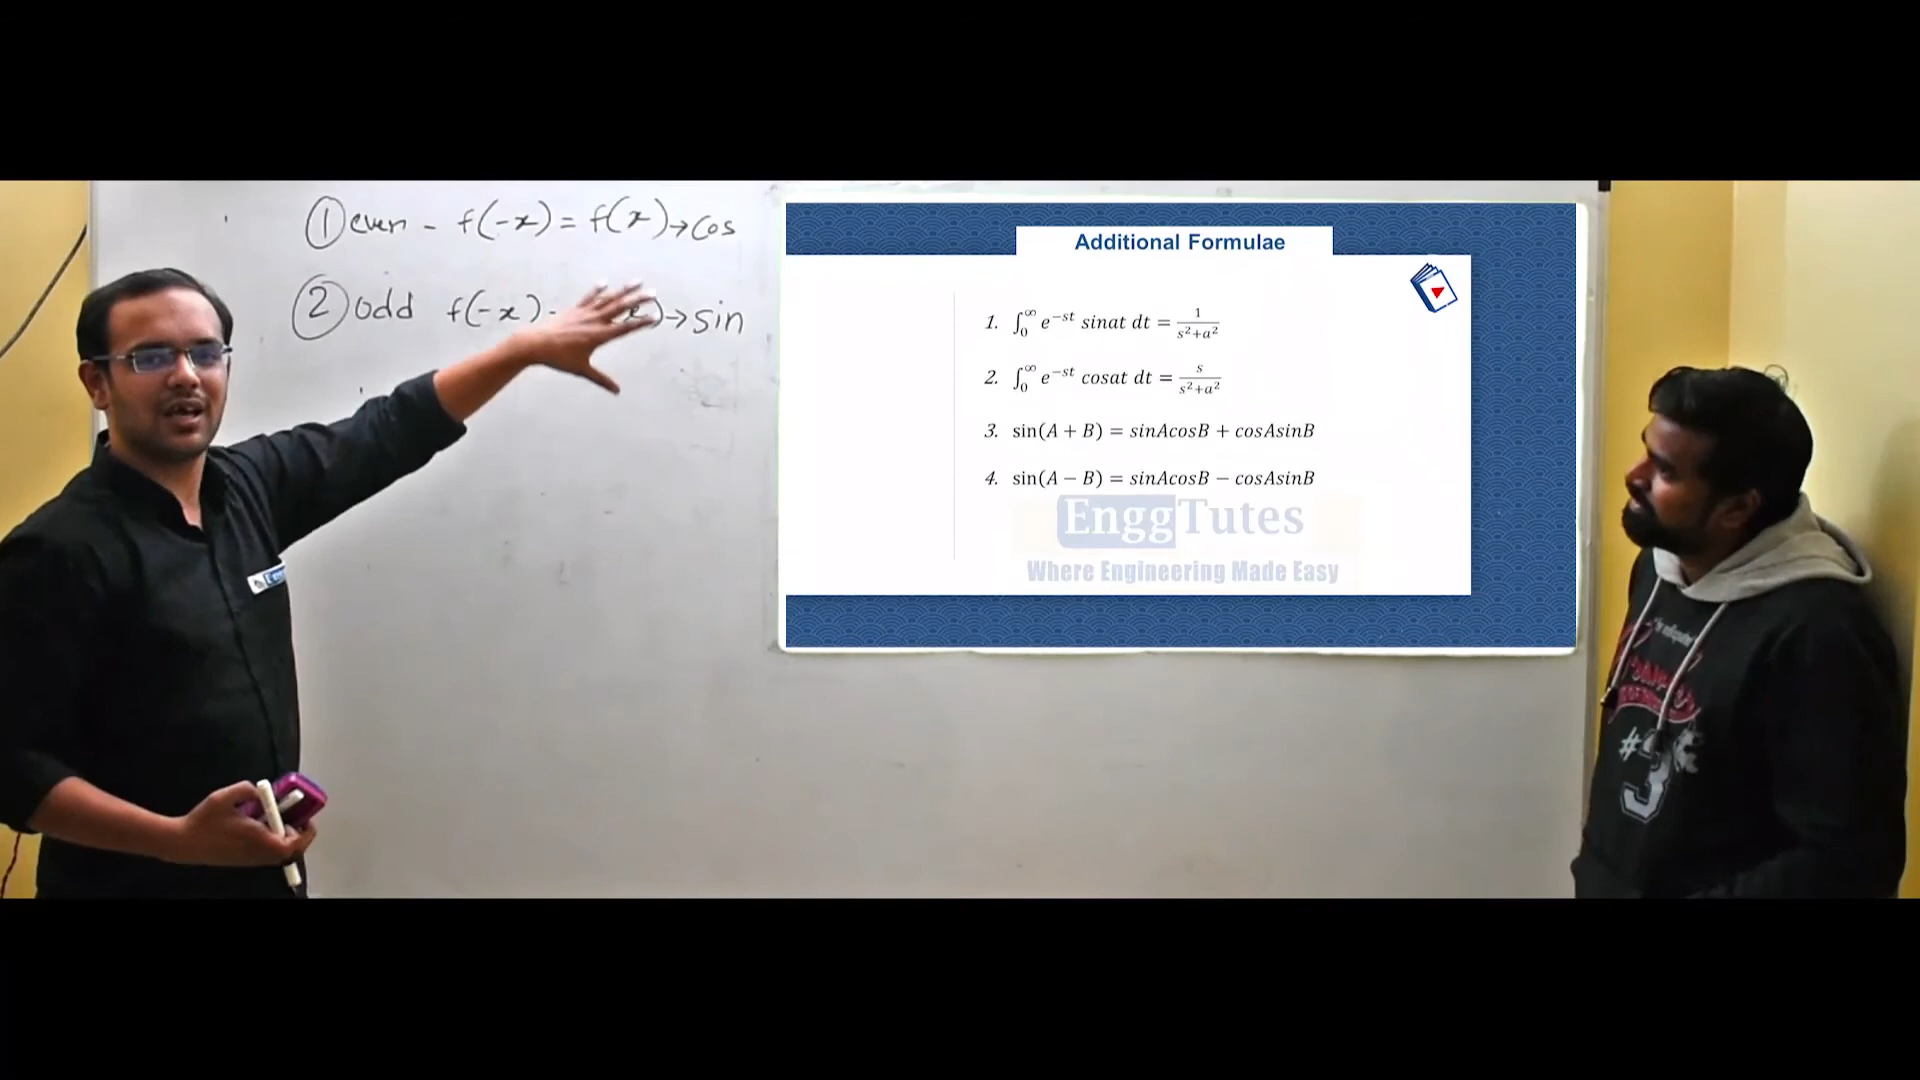 ① even - f(-x) = f(x) → cos
② odd f(-x) - x) → sin
Additional Formulae
1. ∫₀^∞ e^{-st} sinat dt = 1/(s²+a²)
2. ∫₀^∞ e^{-st} cosat dt = s/(s²+a²)
3. sin(A + B) = sinAcosB + cosAsinB
4. sin(A − B) = sinAcosB − cosAsinB
EnggTutes
Where Engineering Made Easy
#3